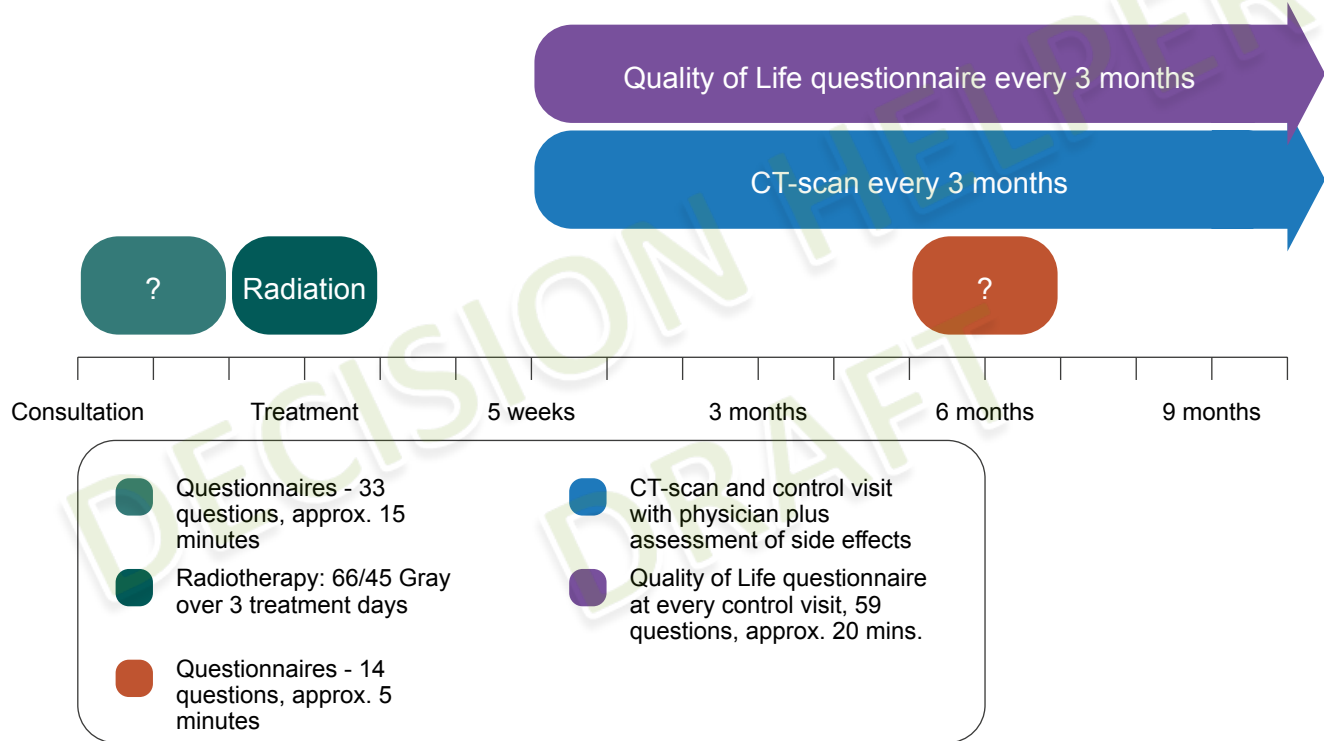 Quality of Life questionnaire every 3 months
CT-scan every 3 months
?
Radiation
?
Consultation
Treatment
5 weeks
3 months
6 months
9 months
Questionnaires - 33
questions, approx. 15
minutes
Radiotherapy: 66/45 Gray
over 3 treatment days
Questionnaires - 14
questions, approx. 5
minutes
CT-scan and control visit
with physician plus
assessment of side effects
Quality of Life questionnaire
at every control visit, 59
questions, approx. 20 mins.
DECISION HELPER
DRAFT